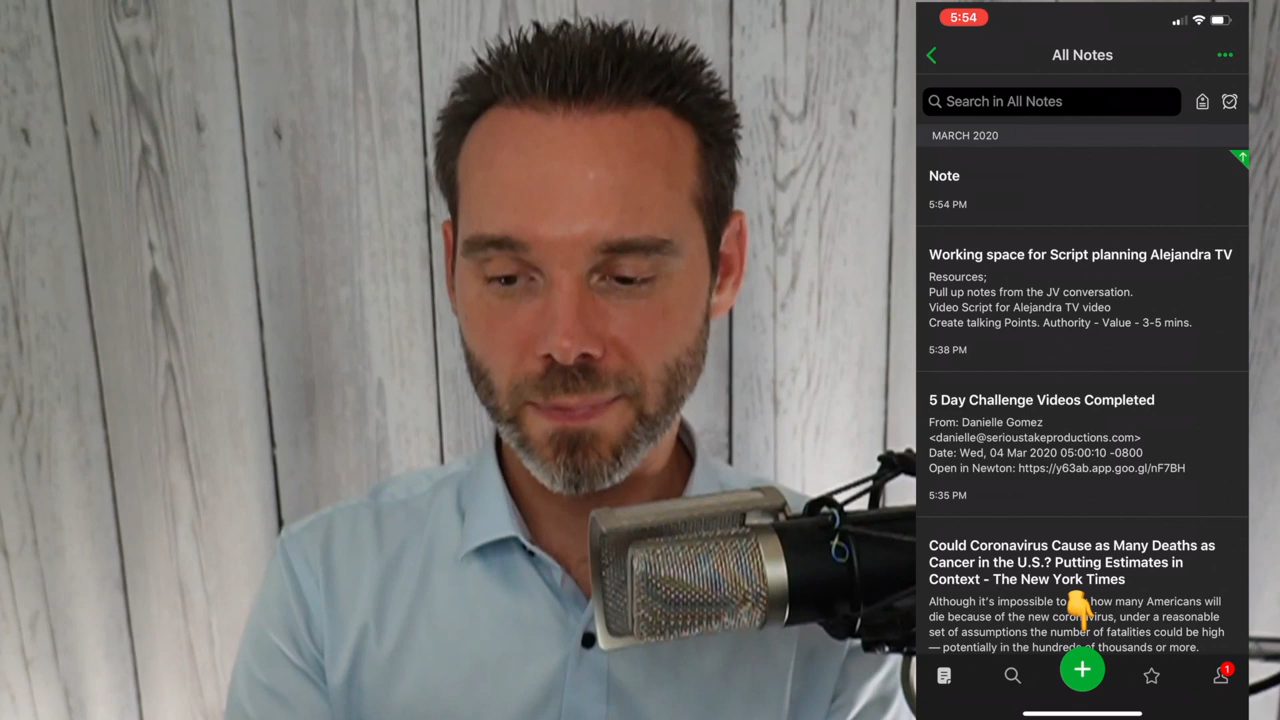 5:54
All Notes
Search in All Notes
MARCH 2020
Note
5:54 PM
Working space for Script planning Alejandra TV
Resources;
Pull up notes from the JV conversation.
Video Script for Alejandra TV video
Create talking Points. Authority - Value - 3-5 mins.
5:38 PM
5 Day Challenge Videos Completed
From: Danielle Gomez
<danielle@serioustakeproductions.com>
Date: Wed, 04 Mar 2020 05:00:10 -0800
Open in Newton: https://y63ab.app.goo.gl/nF7BH
5:35 PM
Could Coronavirus Cause as Many Deaths as
Cancer in the U.S.? Putting Estimates in
Context - The New York Times
Although it's impossible to how many Americans will
die because of the new coronavirus, under a reasonable
set of assumptions the number of fatalities could be high
— potentially in the hundreds of thousands or more.
1